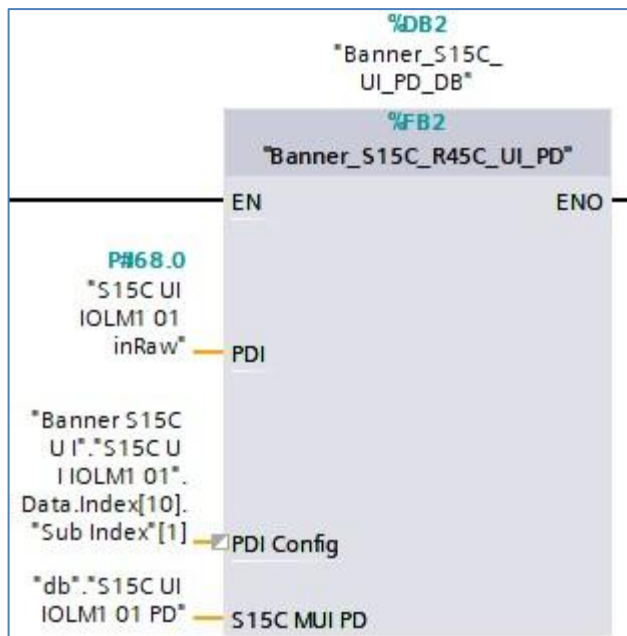 %DB2
"Banner_S15C_
UI_PD_DB"
%FB2
"Banner_S15C_R45C_UI_PD"
EN
ENO
P#I68.0
"S15C UI
IOLM1 01
inRaw"
PDI
"Banner S15C
U I"."S15C U
I IOLM1 01".
Data.Index[10].
"Sub Index"[1]
PDI Config
"db"."S15C UI
IOLM1 01 PD"
S15C MUI PD